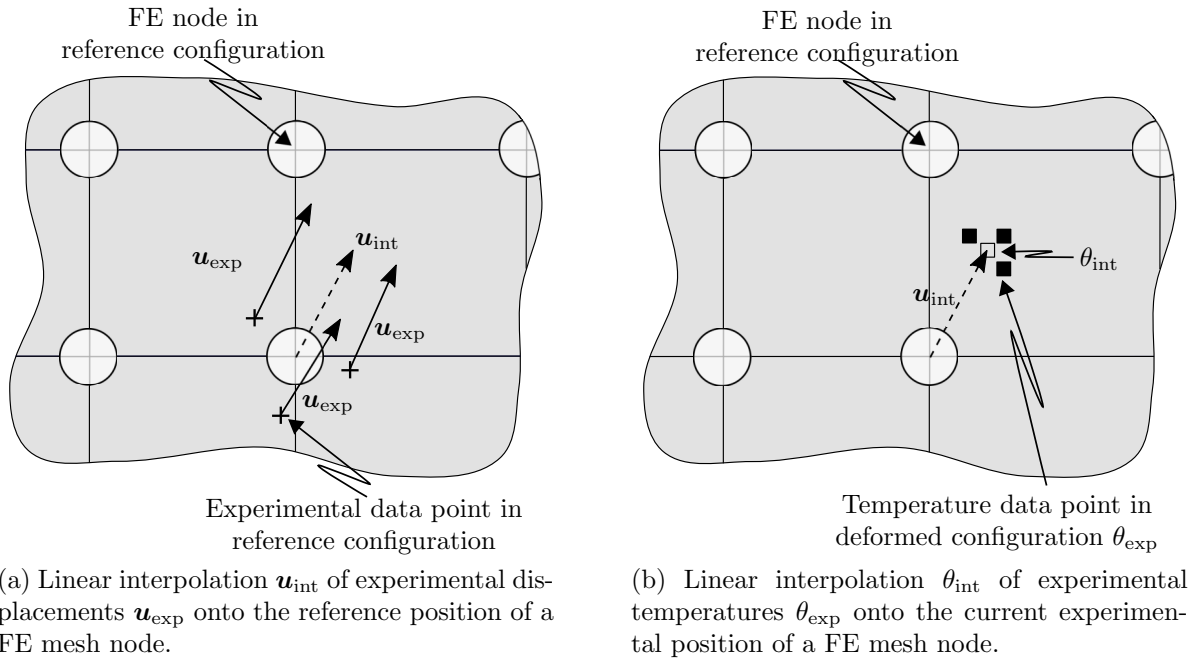 FE node in
reference configuration
u_exp
u_int
u_exp
u_exp
Experimental data point in
reference configuration
(a) Linear interpolation u_int of experimental dis-
placements u_exp onto the reference position of a
FE mesh node.
FE node in
reference configuration
θ_int
u_int
Temperature data point in
deformed configuration θ_exp
(b) Linear interpolation θ_int of experimental
temperatures θ_exp onto the current experimen-
tal position of a FE mesh node.